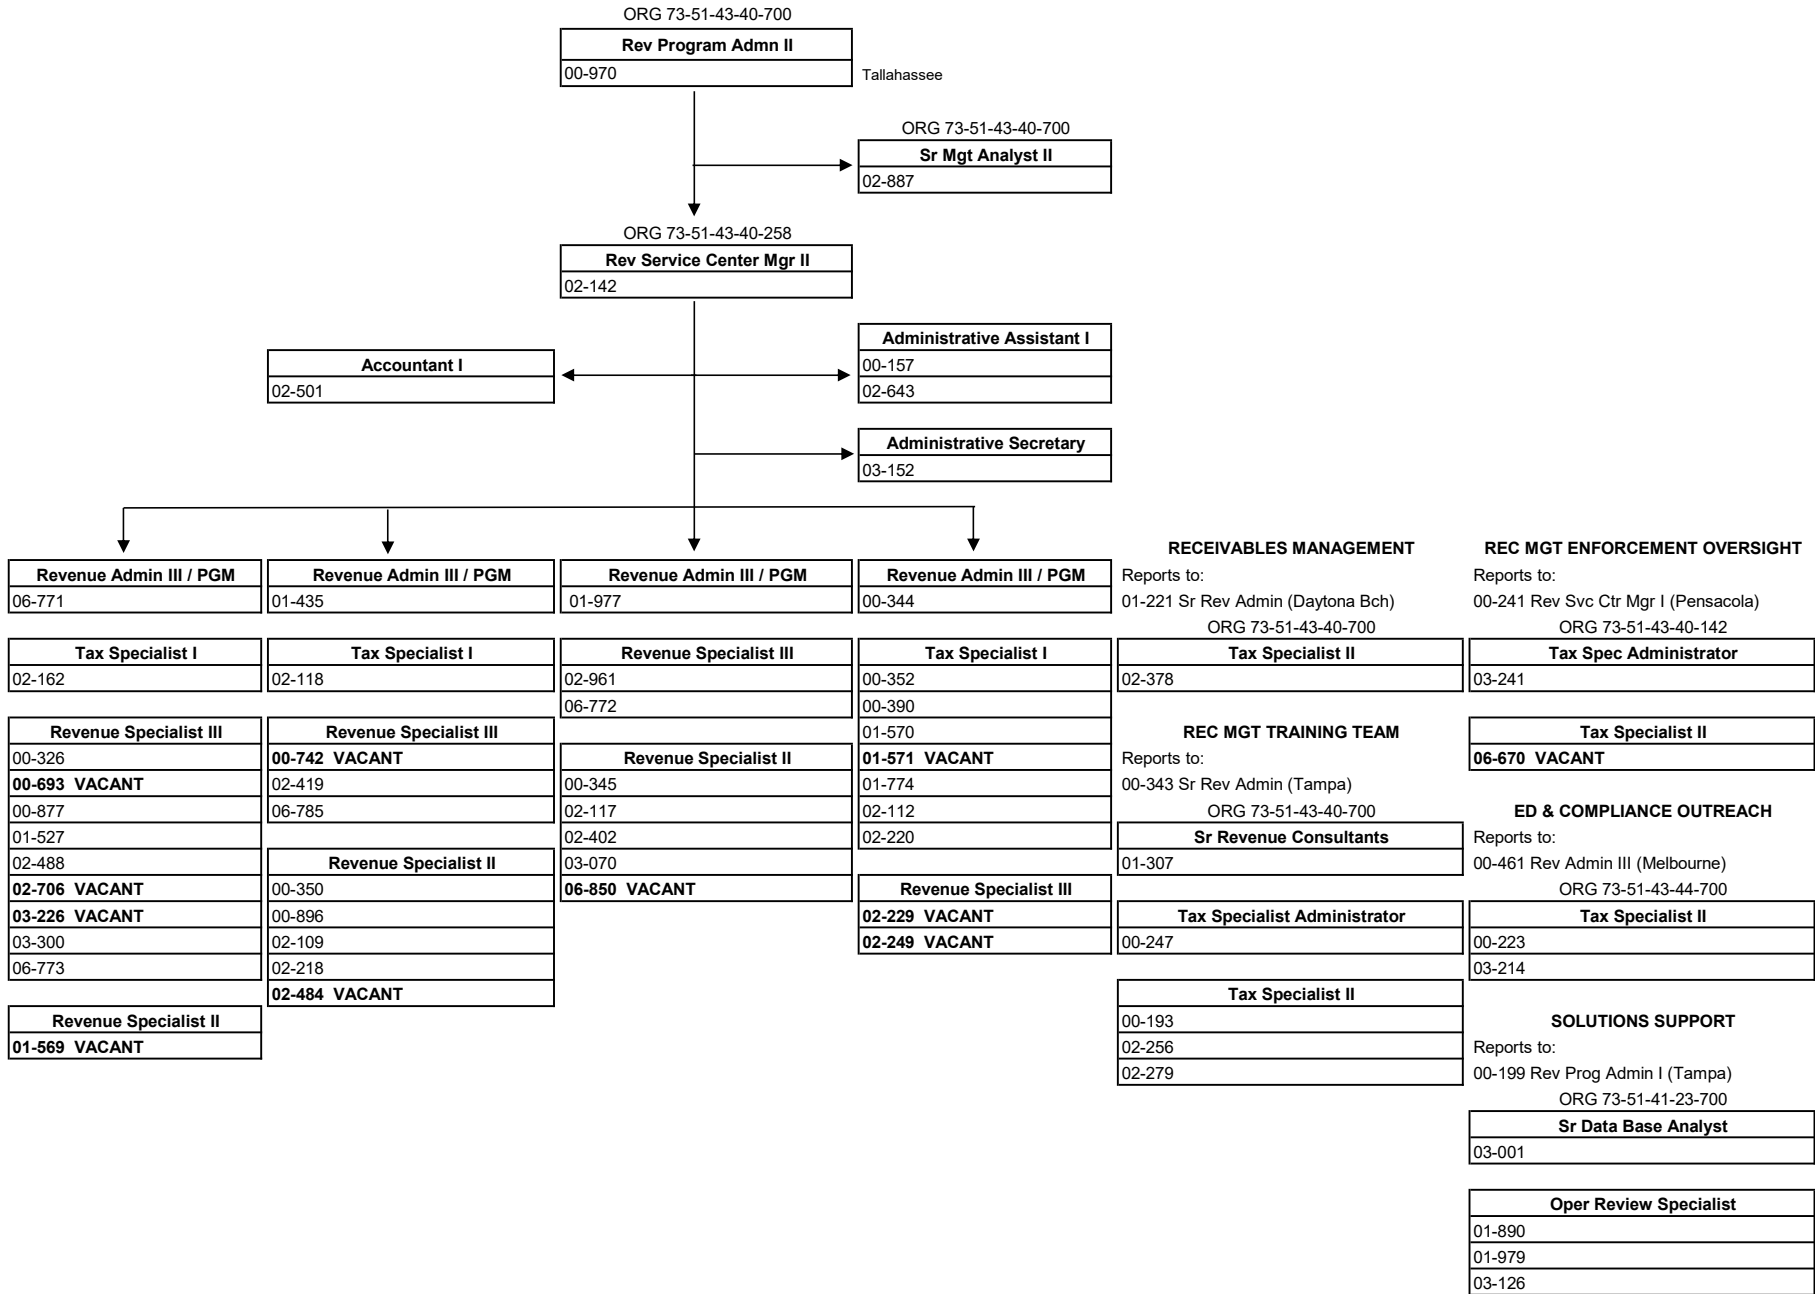 ORG 73-51-43-40-700
Rev Program Admn II
00-970
Tallahassee
ORG 73-51-43-40-700
Sr Mgt Analyst II
02-887
ORG 73-51-43-40-258
Rev Service Center Mgr II
02-142
Accountant I
02-501
Administrative Assistant I
00-157
02-643
Administrative Secretary
03-152
Revenue Admin III / PGM
06-771
Tax Specialist I
02-162
Revenue Specialist III
00-326
00-693 VACANT
00-877
01-527
02-488
02-706 VACANT
03-226 VACANT
03-300
06-773
Revenue Specialist II
01-569 VACANT
Revenue Admin III / PGM
01-435
Tax Specialist I
02-118
Revenue Specialist III
00-742 VACANT
02-419
06-785
Revenue Specialist II
00-350
00-896
02-109
02-218
02-484 VACANT
Revenue Admin III / PGM
01-977
Revenue Specialist III
02-961
06-772
Revenue Specialist II
00-345
02-117
02-402
03-070
06-850 VACANT
Revenue Admin III / PGM
00-344
Tax Specialist I
00-352
00-390
01-570
01-571 VACANT
01-774
02-112
02-220
Revenue Specialist III
02-229 VACANT
02-249 VACANT
RECEIVABLES MANAGEMENT
Reports to:
01-221 Sr Rev Admin (Daytona Bch)
ORG 73-51-43-40-700
Tax Specialist II
02-378
REC MGT TRAINING TEAM
Reports to:
00-343 Sr Rev Admin (Tampa)
ORG 73-51-43-40-700
Sr Revenue Consultants
01-307
Tax Specialist Administrator
00-247
Tax Specialist II
00-193
02-256
02-279
REC MGT ENFORCEMENT OVERSIGHT
Reports to:
00-241 Rev Svc Ctr Mgr I (Pensacola)
ORG 73-51-43-40-142
Tax Spec Administrator
03-241
Tax Specialist II
06-670 VACANT
ED & COMPLIANCE OUTREACH
Reports to:
00-461 Rev Admin III (Melbourne)
ORG 73-51-43-44-700
Tax Specialist II
00-223
03-214
SOLUTIONS SUPPORT
Reports to:
00-199 Rev Prog Admin I (Tampa)
ORG 73-51-41-23-700
Sr Data Base Analyst
03-001
Oper Review Specialist
01-890
01-979
03-126